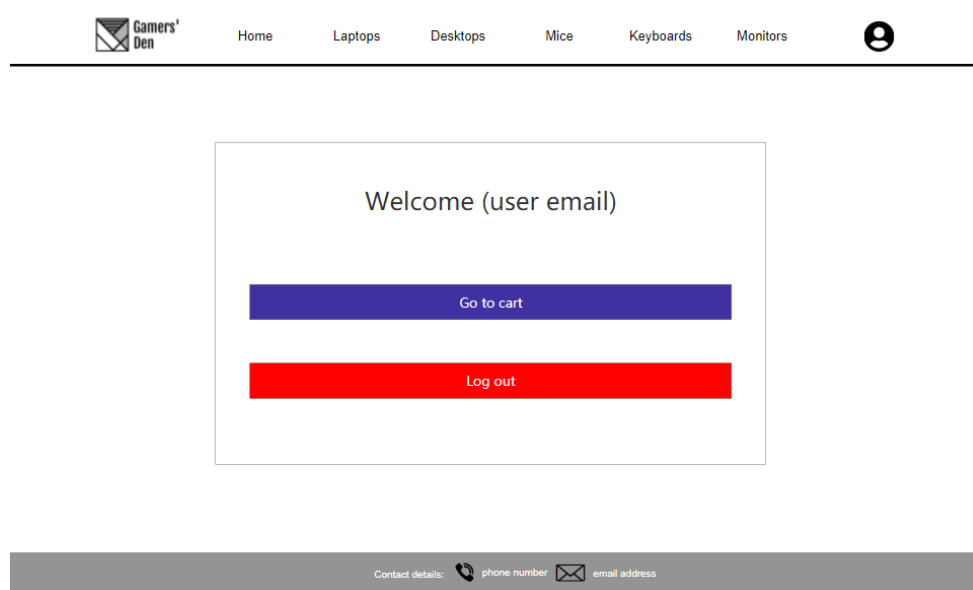 Gamers'
Den
Home Laptops Desktops Mice Keyboards Monitors
Welcome (user email)
Go to cart
Log out
Contact details: phone number email address